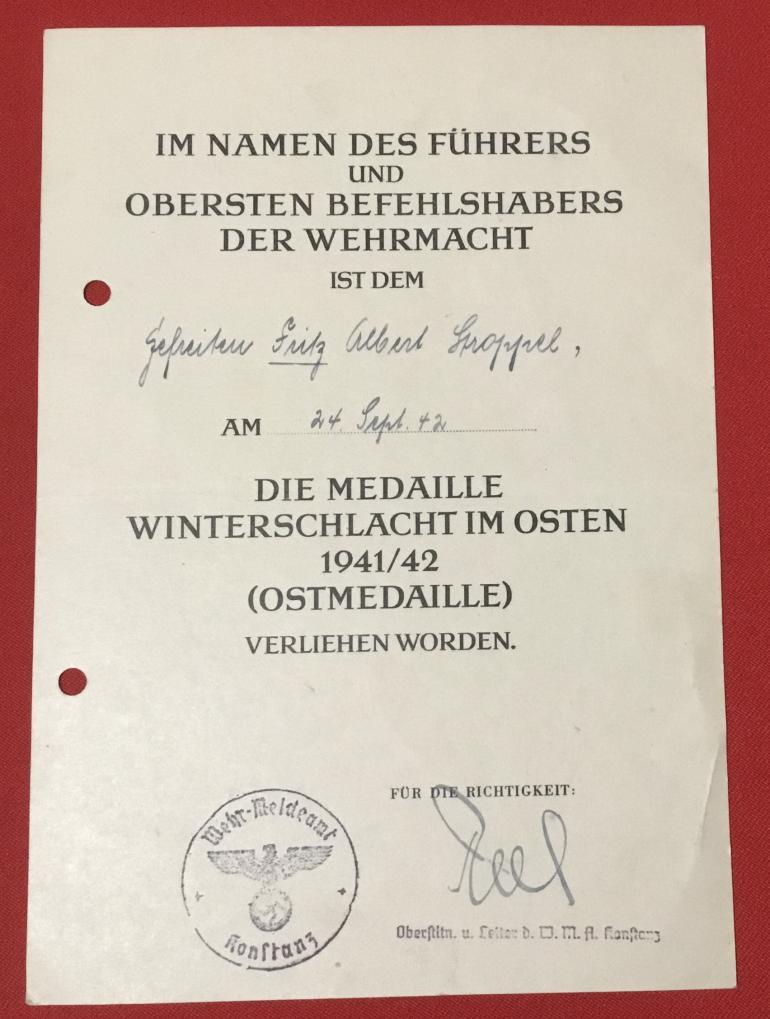 IM NAMEN DES FÜHRERS
UND
OBERSTEN BEFEHLSHABERS
DER WEHRMACHT
IST DEM
Gefreiten Fritz Albert Stroppel,
AM 24. Sept. 42
DIE MEDAILLE
WINTERSCHLACHT IM OSTEN
1941/42
(OSTMEDAILLE)
VERLIEHEN WORDEN.
FÜR DIE RICHTIGKEIT:
Wehr-Meldeamt
Konstanz
Oberstltn. u. Leiter d. W. M. A. Konstanz